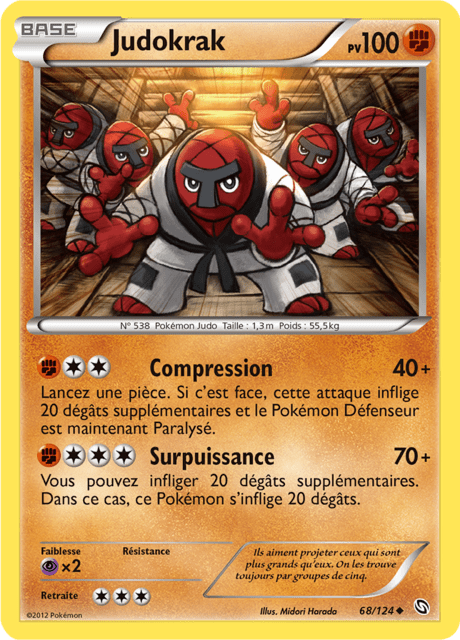 BASE
Judokrak
PV100
N° 538 Pokémon Judo Taille : 1,3m Poids : 55,5kg
Compression 40+
Lancez une pièce. Si c'est face, cette attaque inflige
20 dégâts supplémentaires et le Pokémon Défenseur
est maintenant Paralysé.
Surpuissance 70+
Vous pouvez infliger 20 dégâts supplémentaires.
Dans ce cas, ce Pokémon s'inflige 20 dégâts.
Faiblesse Résistance
×2
Ils aiment projeter ceux qui sont
plus grands qu'eux. On les trouve
toujours par groupes de cinq.
Retraite
©2012 Pokémon
Illus. Midori Harada 68/124